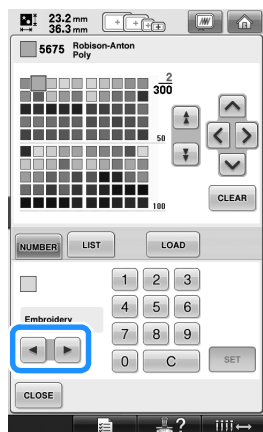 23.2 mm
36.3 mm
5675 Robison-Anton
Poly
2
300
50
100
CLEAR
NUMBER LIST LOAD
1 2 3
Embroidery
4 5 6
7 8 9
0 C SET
CLOSE
?